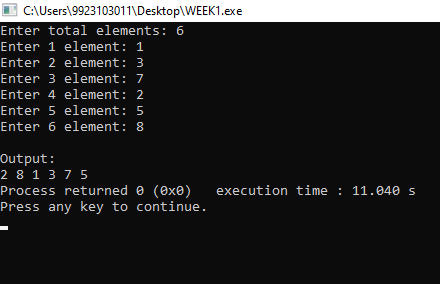 C:\Users\9923103011\Desktop\WEEK1.exe
Enter total elements: 6
Enter 1 element: 1
Enter 2 element: 3
Enter 3 element: 7
Enter 4 element: 2
Enter 5 element: 5
Enter 6 element: 8
Output:
2 8 1 3 7 5
Process returned 0 (0x0)   execution time : 11.040 s
Press any key to continue.